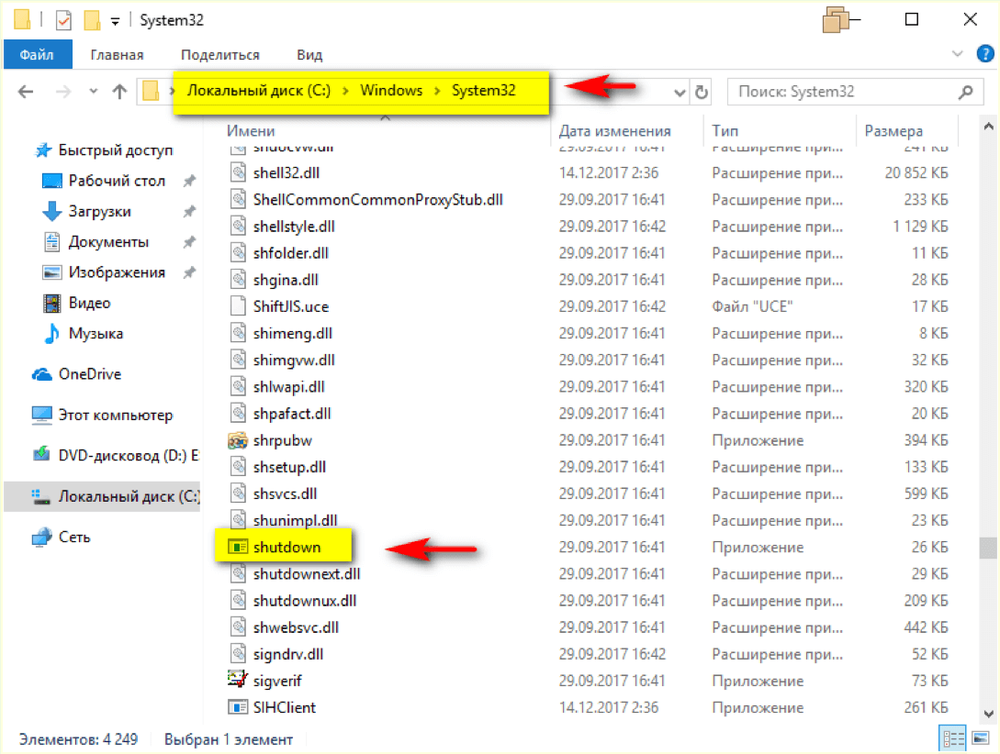 System32
Файл Главная Поделиться Вид
Локальный диск (C:) > Windows > System32 Поиск: System32
Имени Дата изменения Тип Размера
Быстрый доступ
Рабочий стол
Загрузки
Документы
Изображения
Видео
Музыка
OneDrive
Этот компьютер
DVD-дисковод (D:) E
Локальный диск (C:)
Сеть
shdocvw.dll 29.09.2017 16:41 Расширение при... 241 КБ
shell32.dll 14.12.2017 2:36 Расширение при... 20 852 КБ
ShellCommonCommonProxyStub.dll 29.09.2017 16:41 Расширение при... 233 КБ
shellstyle.dll 29.09.2017 16:42 Расширение при... 1 129 КБ
shfolder.dll 29.09.2017 16:41 Расширение при... 11 КБ
shgina.dll 29.09.2017 16:41 Расширение при... 28 КБ
ShiftJIS.uce 29.09.2017 16:42 Файл "UCE" 17 КБ
shimeng.dll 29.09.2017 16:41 Расширение при... 8 КБ
shimgvw.dll 29.09.2017 16:41 Расширение при... 32 КБ
shlwapi.dll 29.09.2017 16:41 Расширение при... 320 КБ
shpafact.dll 29.09.2017 16:41 Расширение при... 20 КБ
shrpubw 29.09.2017 16:41 Приложение 394 КБ
shsetup.dll 29.09.2017 16:41 Расширение при... 133 КБ
shsvcs.dll 29.09.2017 16:41 Расширение при... 599 КБ
shunimpl.dll 29.09.2017 16:41 Расширение при... 23 КБ
shutdown 29.09.2017 16:41 Приложение 26 КБ
shutdownext.dll 29.09.2017 16:41 Расширение при... 29 КБ
shutdownux.dll 29.09.2017 16:41 Расширение при... 209 КБ
shwebsvc.dll 29.09.2017 16:41 Расширение при... 442 КБ
signdrv.dll 29.09.2017 16:42 Расширение при... 52 КБ
sigverif 29.09.2017 16:41 Приложение 73 КБ
SIHClient 14.12.2017 2:36 Приложение 261 КБ
Элементов: 4 249 Выбран 1 элемент